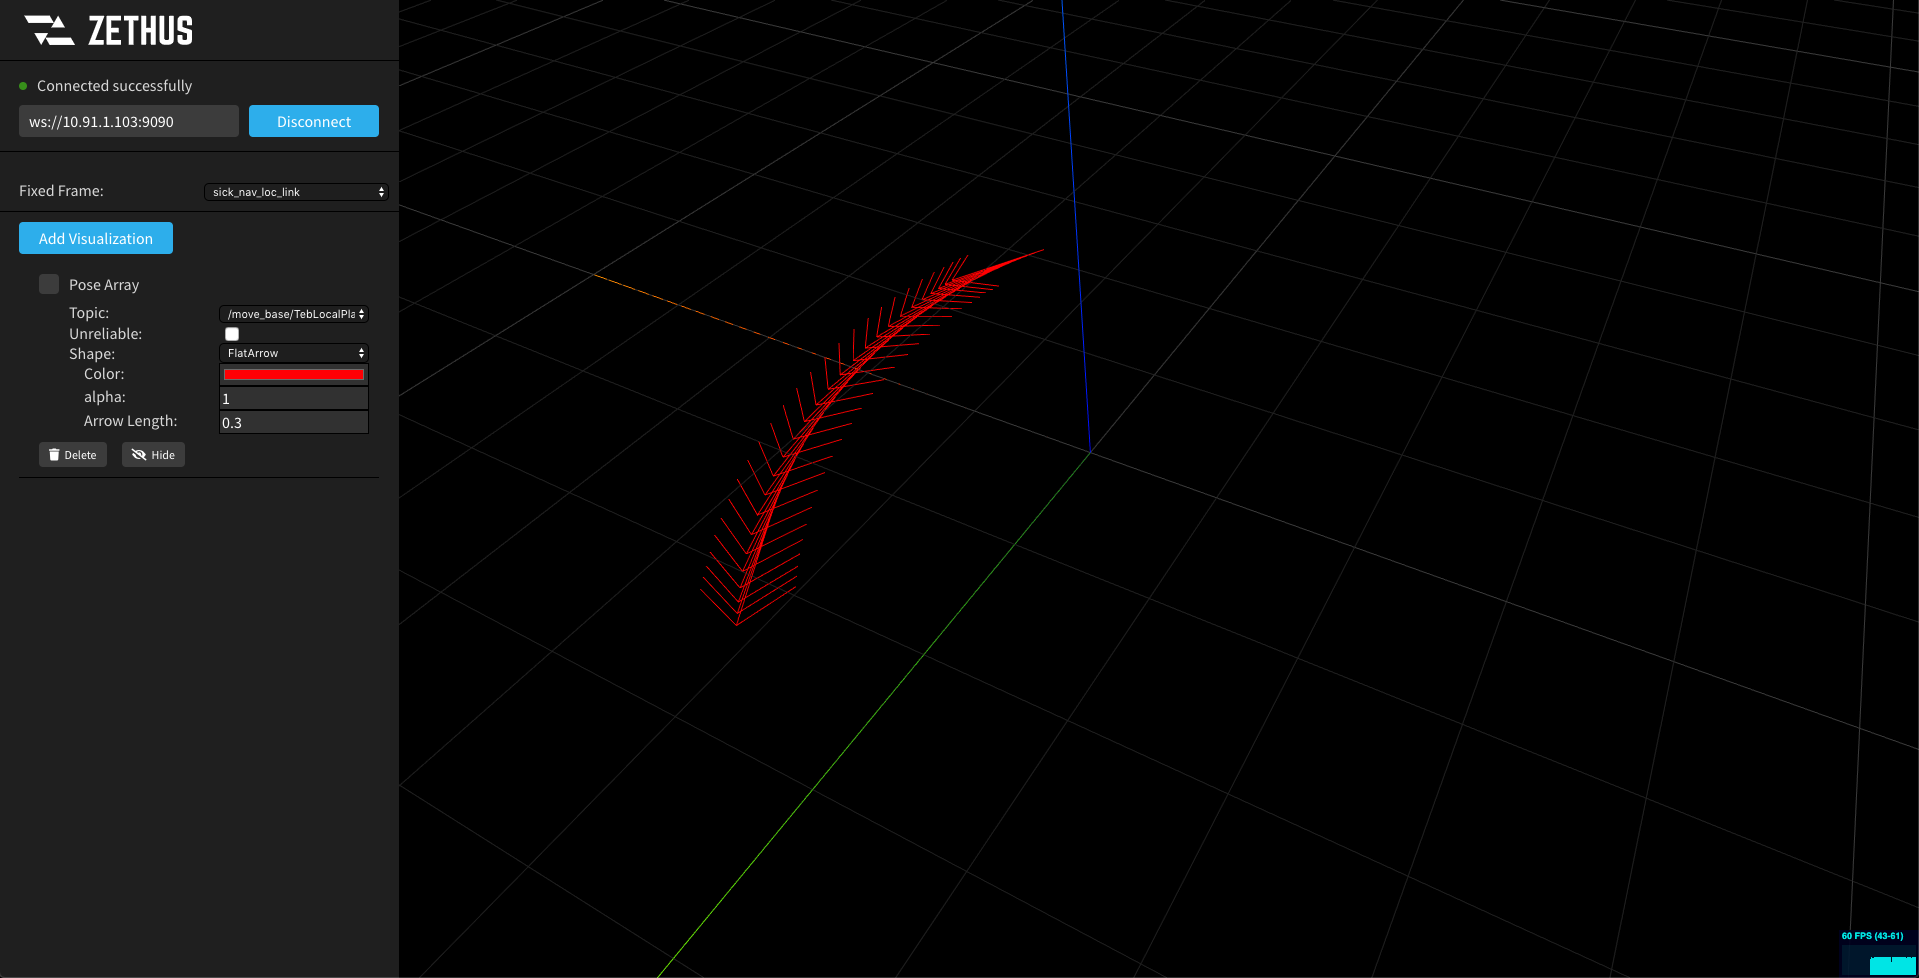 ZETHUS
Connected successfully
ws://10.91.1.103:9090
Disconnect
Fixed Frame:
sick_nav_loc_link
Add Visualization
Pose Array
Topic:
/move_base/TebLocalPla
Unreliable:
Shape:
FlatArrow
Color:
alpha:
1
Arrow Length:
0.3
Delete
Hide
60 FPS (43-61)